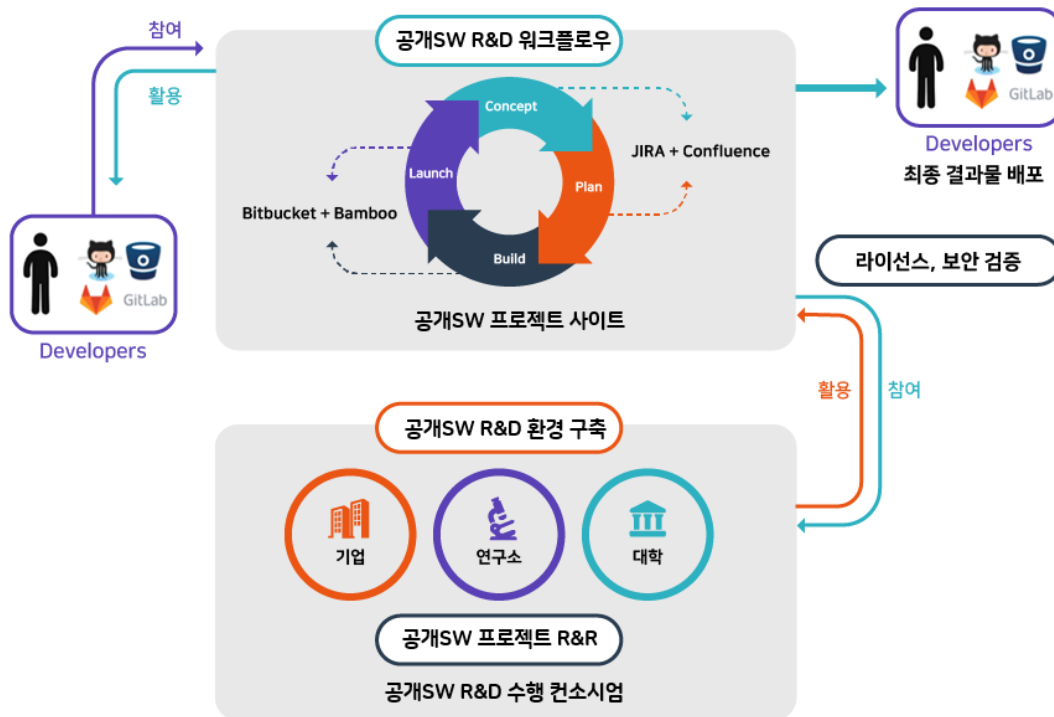 참여
활용
GitLab
Developers
공개SW R&D 워크플로우
Concept
Plan
Build
Launch
JIRA + Confluence
Bitbucket + Bamboo
공개SW 프로젝트 사이트
GitLab
Developers
최종 결과물 배포
라이선스, 보안 검증
활용
참여
공개SW R&D 환경 구축
기업
연구소
대학
공개SW 프로젝트 R&R
공개SW R&D 수행 컨소시엄